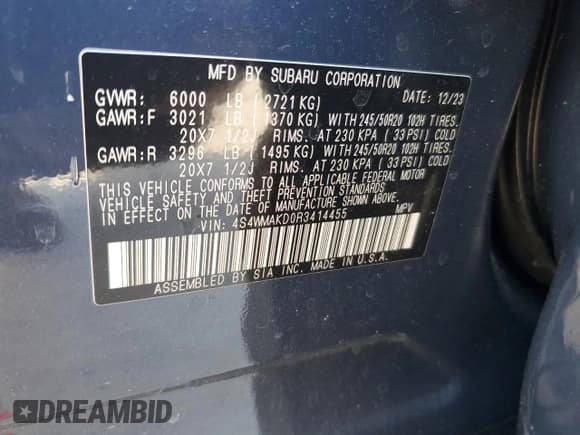 MFD BY SUBARU CORPORATION
GVWR: 6000 LB (2721 KG) DATE: 12/23
GAWR:F 3021 LB (1370 KG) WITH 245/50R20 102H TIRES.
20X7 1/2J RIMS. AT 230 KPA (33 PSI) COLD
GAWR:R 3296 LB (1495 KG) WITH 245/50R20 102H TIRES.
20X7 1/2J RIMS. AT 230 KPA (33 PSI) COLD
THIS VEHICLE CONFORMS TO ALL APPLICABLE FEDERAL MOTOR
VEHICLE SAFETY AND THEFT PREVENTION STANDARDS
IN EFFECT ON THE DATE OF MANUFACTURE SHOWN ABOVE.
VIN: 4S4WMAKD0R3414455 MPV
ASSEMBLED BY SIA INC. MADE IN U.S.A.
DREAMBID